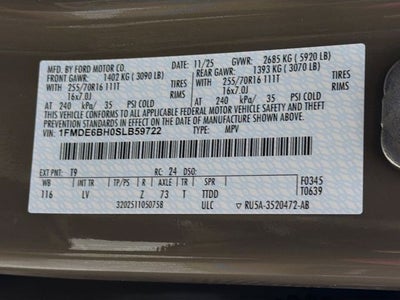 MFD. BY FORD MOTOR CO.   11/25   GVWR: 2685 KG ( 5920 LB)
FRONT GAWR: 1402 KG ( 3090 LB)   REAR GAWR: 1393 KG ( 3070 LB)
WITH 255/70R16 111T TIRES   WITH 255/70R16 111T TIRES
16x7.0J RIMS   16x7.0J RIMS
AT 240 kPa/ 35 PSI COLD   AT 240 kPa/ 35 PSI COLD
THIS VEHICLE CONFORMS TO ALL APPLICABLE FEDERAL MOTOR VEHICLE SAFETY, BUMPER,
AND THEFT PREVENTION STANDARDS IN EFFECT ON THE DATE OF MANUFACTURE SHOWN ABOVE.
VIN: 1FMDE6BH0SLB59722   TYPE: MPV
EXT PNT: T9   RC: 24 DSO:   F0345
WB INT TR   TR AXLE TR SPR   T0639
116 LV   Z 73 T TTDD
3202511050758   ULC   RU5A-3520472-AB